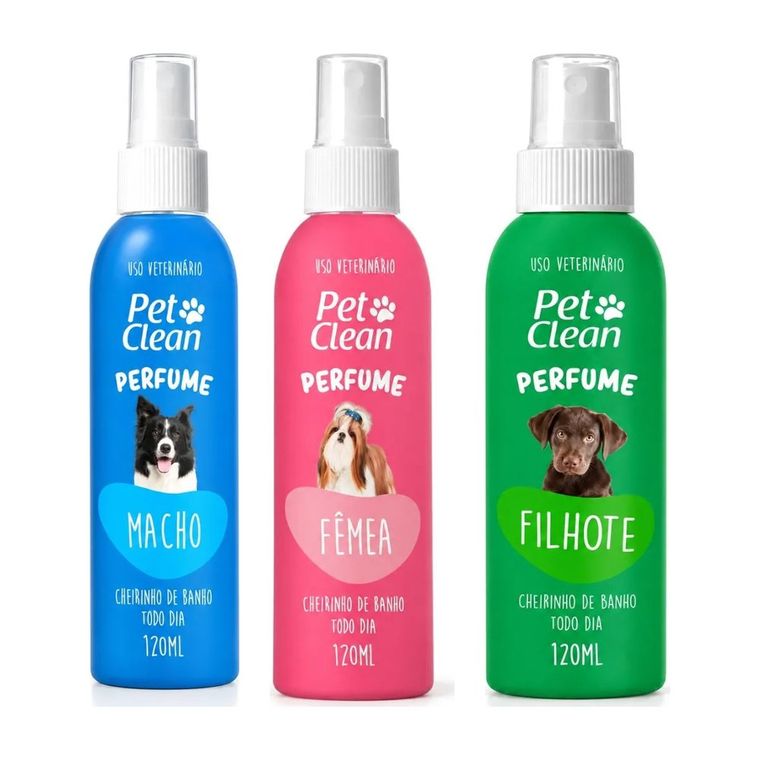 USO VETERINÁRIO
Pet
Clean
PERFUME
MACHO
CHEIRINHO DE BANHO
TODO DIA
120ML
USO VETERINÁRIO
Pet
Clean
PERFUME
FÊMEA
CHEIRINHO DE BANHO
TODO DIA
120ML
USO VETERINÁRIO
Pet
Clean
PERFUME
FILHOTE
CHEIRINHO DE BANHO
TODO DIA
120ML